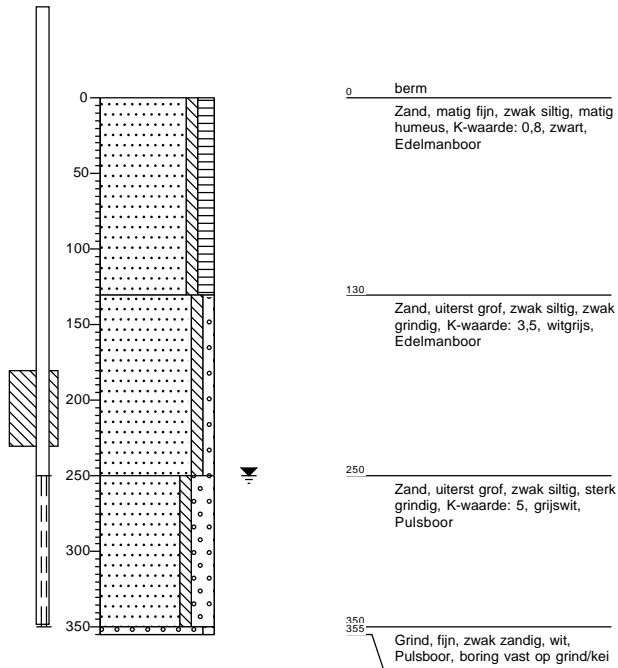 0
50
100
150
200
250
300
350
0
berm
Zand, matig fijn, zwak siltig, matig
humeus, K-waarde: 0,8, zwart,
Edelmanboor
130
Zand, uiterst grof, zwak siltig, zwak
grindig, K-waarde: 3,5, witgrijs,
Edelmanboor
250
Zand, uiterst grof, zwak siltig, sterk
grindig, K-waarde: 5, grijswit,
Pulsboor
350
355
Grind, fijn, zwak zandig, wit,
Pulsboor, boring vast op grind/kei